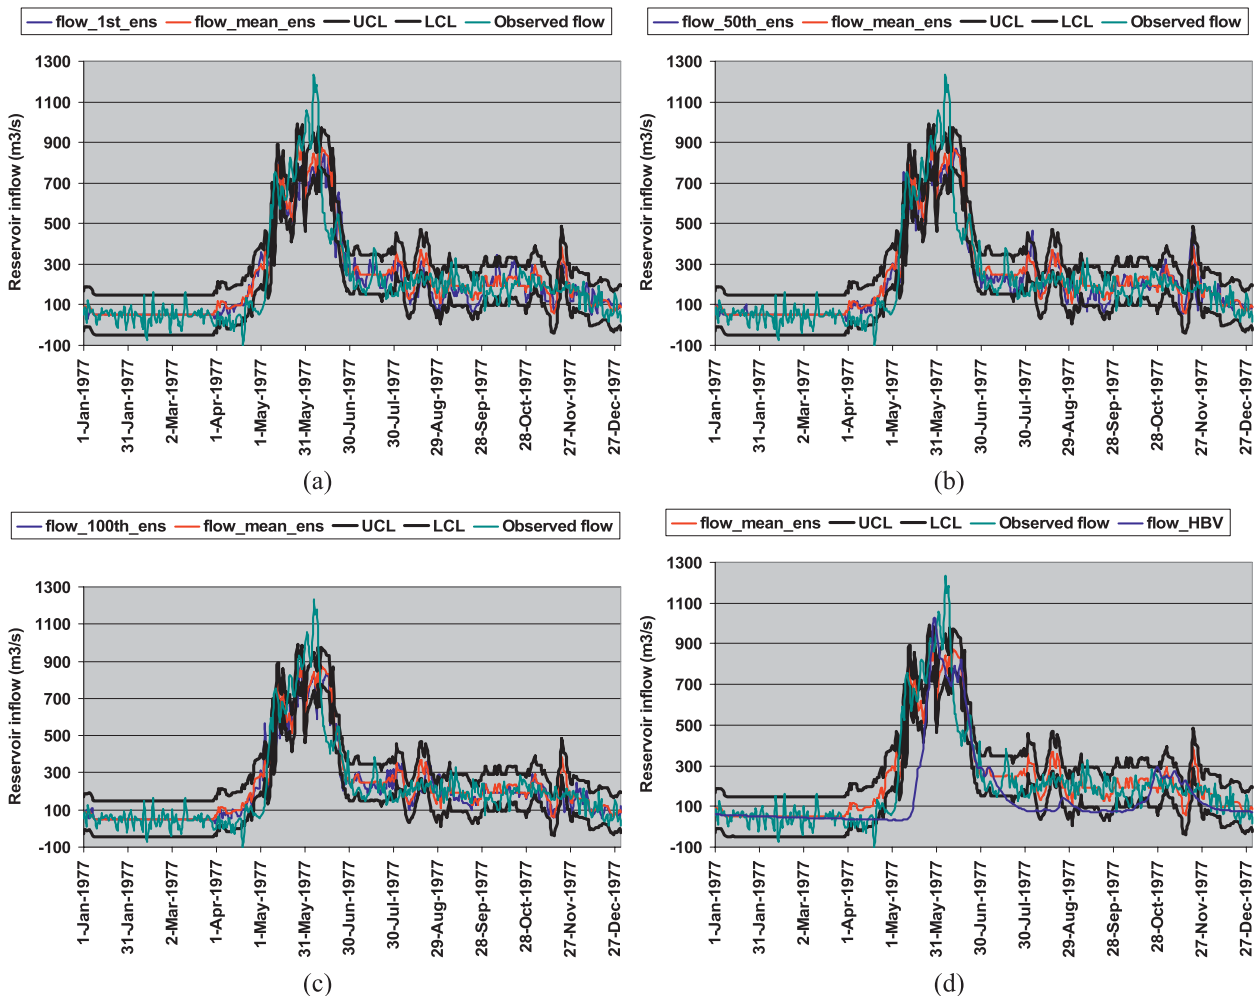 flow_1st_ens flow_mean_ens UCL LCL Observed flow
flow_50th_ens flow_mean_ens UCL LCL Observed flow
Reservoir inflow (m3/s)
1300
1100
900
700
500
300
100
-100
1-Jan-1977
31-Jan-1977
2-Mar-1977
1-Apr-1977
1-May-1977
31-May-1977
30-Jun-1977
30-Jul-1977
29-Aug-1977
28-Sep-1977
28-Oct-1977
27-Nov-1977
27-Dec-1977
(a)
Reservoir inflow (m3/s)
1300
1100
900
700
500
300
100
-100
1-Jan-1977
31-Jan-1977
2-Mar-1977
1-Apr-1977
1-May-1977
31-May-1977
30-Jun-1977
30-Jul-1977
29-Aug-1977
28-Sep-1977
28-Oct-1977
27-Nov-1977
27-Dec-1977
(b)
flow_100th_ens flow_mean_ens UCL LCL Observed flow
flow_mean_ens UCL LCL Observed flow flow_HBV
Reservoir inflow (m3/s)
1300
1100
900
700
500
300
100
-100
1-Jan-1977
31-Jan-1977
2-Mar-1977
1-Apr-1977
1-May-1977
31-May-1977
30-Jun-1977
30-Jul-1977
29-Aug-1977
28-Sep-1977
28-Oct-1977
27-Nov-1977
27-Dec-1977
(c)
Reservoir inflow (m3/s)
1300
1100
900
700
500
300
100
-100
1-Jan-1977
31-Jan-1977
2-Mar-1977
1-Apr-1977
1-May-1977
31-May-1977
30-Jun-1977
30-Jul-1977
29-Aug-1977
28-Sep-1977
28-Oct-1977
27-Nov-1977
27-Dec-1977
(d)